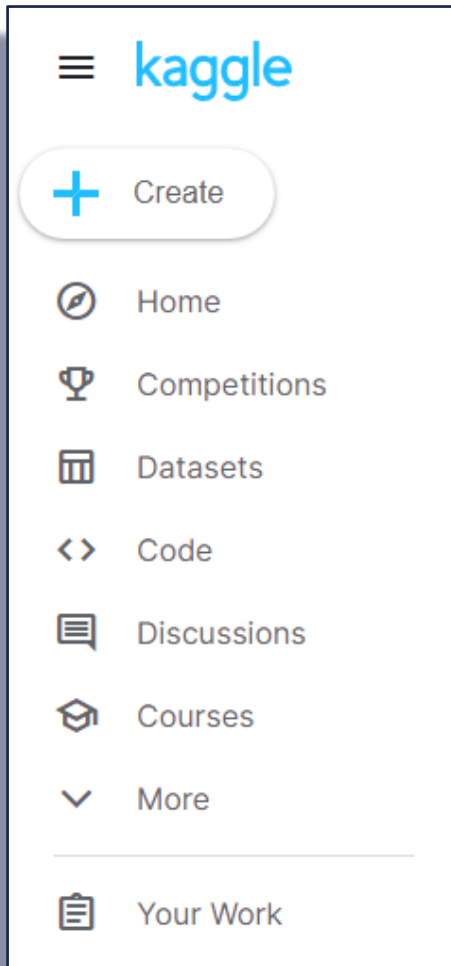 kaggle
Create
Home
Competitions
Datasets
Code
Discussions
Courses
More
Your Work